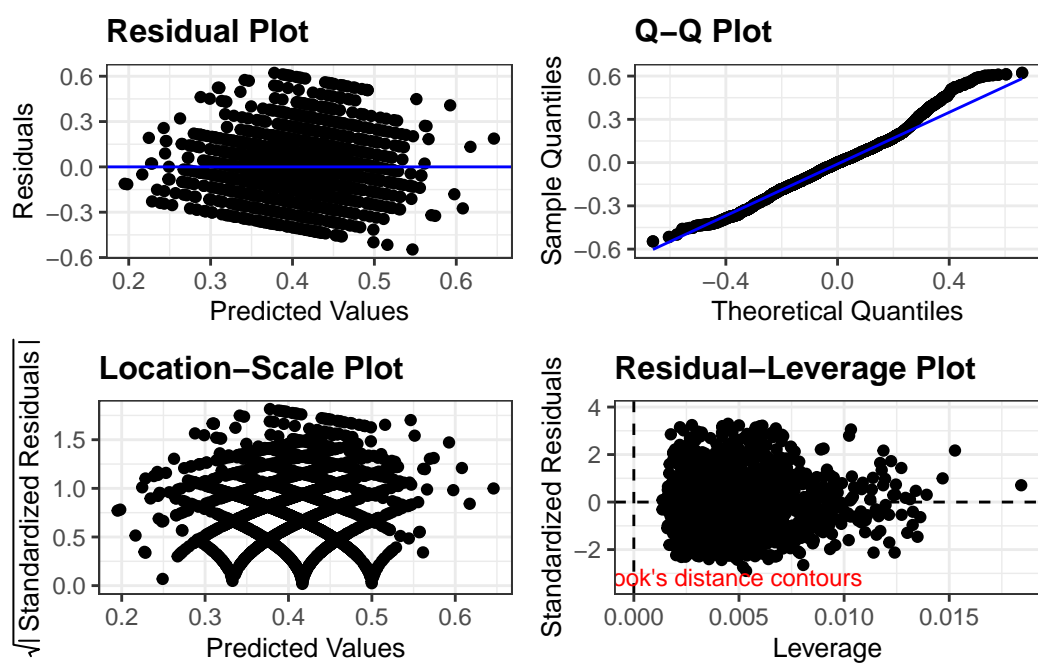 Residual Plot
0.6
0.3
0.0
−0.3
−0.6
Residuals
0.2 0.3 0.4 0.5 0.6
Predicted Values
Q−Q Plot
0.6
0.3
0.0
−0.3
−0.6
Sample Quantiles
−0.4 0.0 0.4
Theoretical Quantiles
Location−Scale Plot
1.5
1.0
0.5
0.0
√| Standardized Residuals |
0.2 0.3 0.4 0.5 0.6
Predicted Values
Residual−Leverage Plot
4
2
0
−2
Standardized Residuals
ook's distance contours
0.000 0.005 0.010 0.015
Leverage